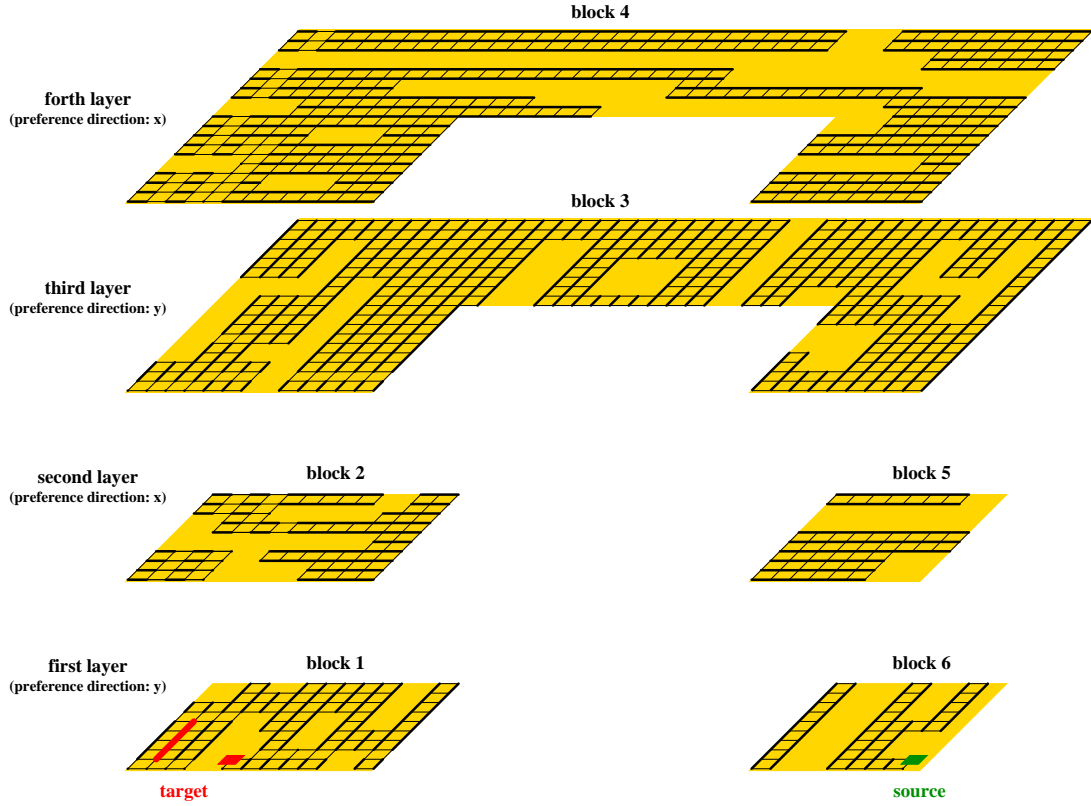 block 4
forth layer
(preference direction: x)
block 3
third layer
(preference direction: y)
second layer
(preference direction: x)
block 2
block 5
first layer
(preference direction: y)
block 1
block 6
target
source